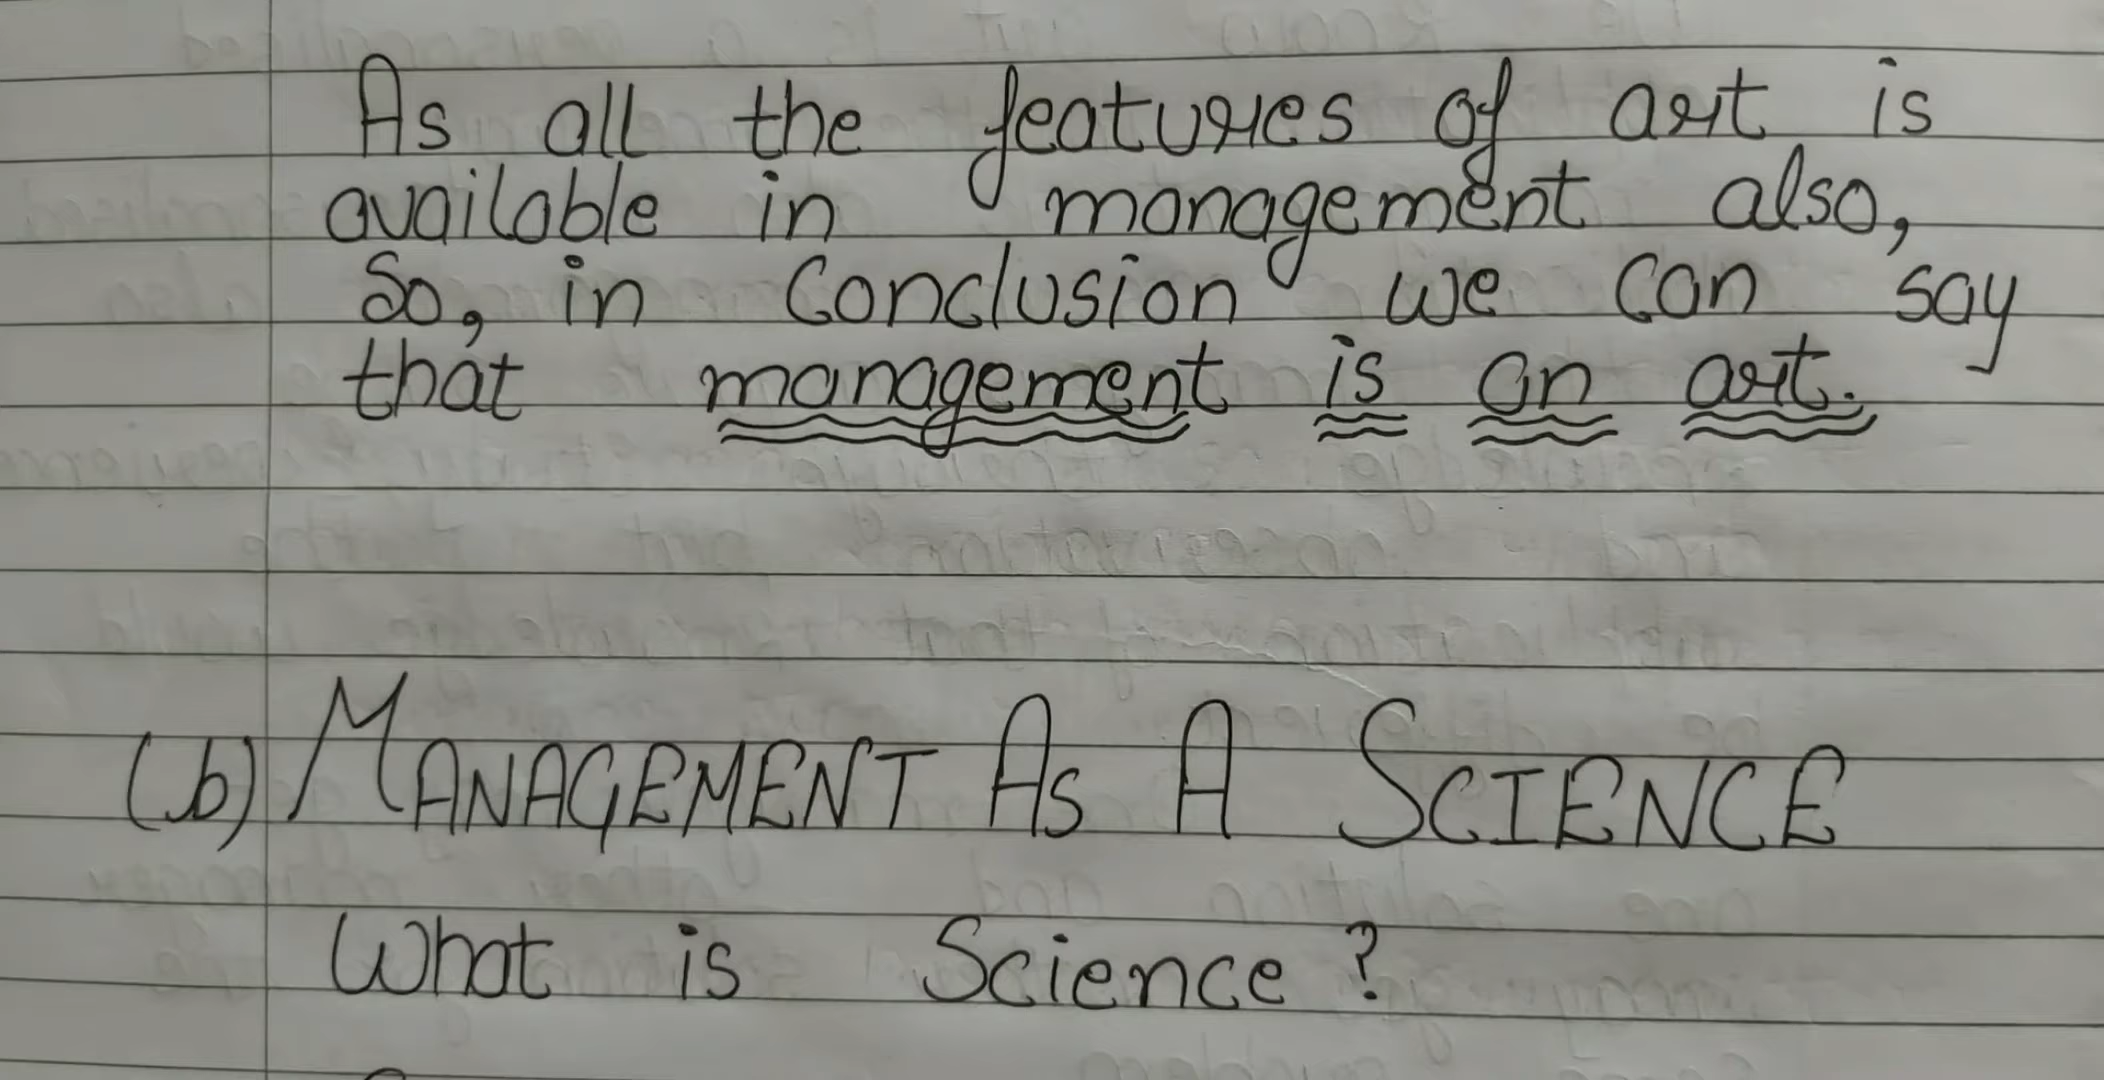 As all the features of art is
available in management also,
So, in Conclusion we can say
that management is an art.
(b) MANAGEMENT AS A SCIENCE
What is Science?